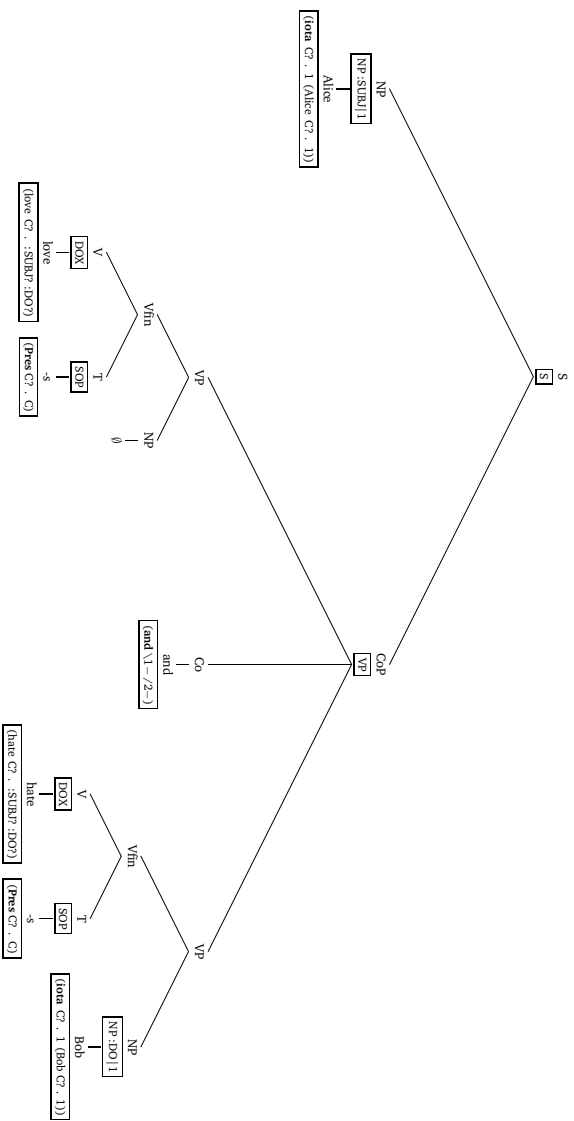 S
S
NP
NP:SUBJ|1
Alice
(iota C? . 1 (Alice C? . 1))
CoP
VP
VP
Vfin
V
DOX
love
(love C? . :SUBJ? :DO?)
T
SOP
-s
(Pres C? . C)
NP
∅
Co
and
(and \1− /2−)
VP
Vfin
V
DOX
hate
(hate C? . :SUBJ? :DO?)
T
SOP
-s
(Pres C? . C)
NP
NP:DO|1
Bob
(iota C? . 1 (Bob C? . 1))